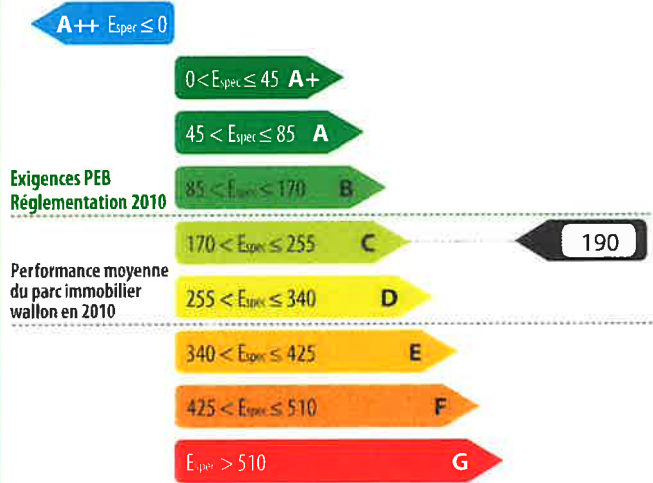 A++ Espec ≤ 0
0 < Espec ≤ 45 A+
45 < Espec ≤ 85 A
Exigences PEB
Réglementation 2010
85 < Espec ≤ 170 B
170 < Espec ≤ 255 C
190
Performance moyenne
du parc immobilier
wallon en 2010
255 < Espec ≤ 340 D
340 < Espec ≤ 425 E
425 < Espec ≤ 510 F
Espec > 510 G